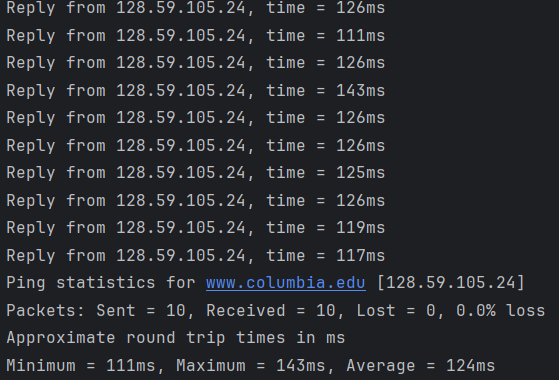 Reply from 128.59.105.24, time = 126ms
Reply from 128.59.105.24, time = 111ms
Reply from 128.59.105.24, time = 126ms
Reply from 128.59.105.24, time = 143ms
Reply from 128.59.105.24, time = 126ms
Reply from 128.59.105.24, time = 126ms
Reply from 128.59.105.24, time = 125ms
Reply from 128.59.105.24, time = 126ms
Reply from 128.59.105.24, time = 119ms
Reply from 128.59.105.24, time = 117ms
Ping statistics for www.columbia.edu [128.59.105.24]
Packets: Sent = 10, Received = 10, Lost = 0, 0.0% loss
Approximate round trip times in ms
Minimum = 111ms, Maximum = 143ms, Average = 124ms